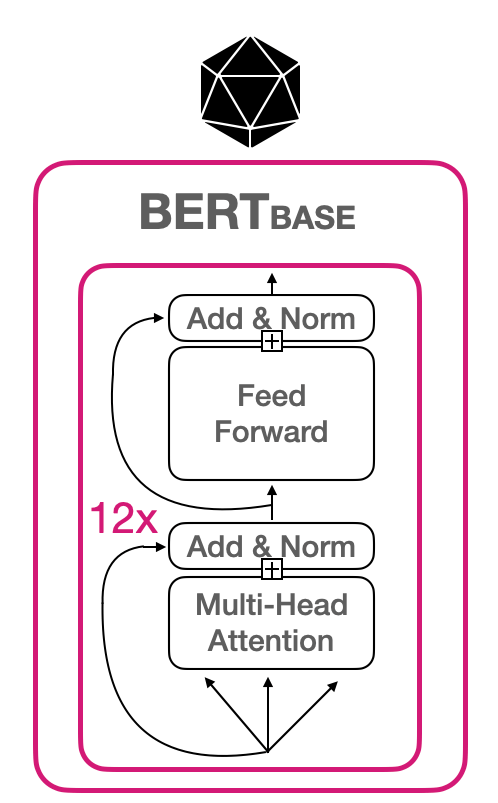 BERTBASE
Add & Norm
Feed
Forward
12x
Add & Norm
Multi-Head
Attention